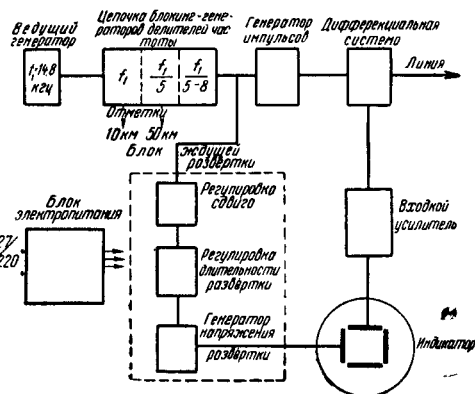 Ведущий
генератор
Цепочка блокинг-гене-
раторов делителей час
тоты
Генератор
импульсов
Дифференциальная
система
1;14,8
кгц
f₁
f₁/5
f₁/5-8
Линия
Отметки
10км 50км
Блок ждущей
развертки
Регулировка
сдвига
Блок
электропитания
127/
220
Регулировка
длительности
развёртки
Входной
усилитель
Генератор
напряжения
развёртки
Индикатор